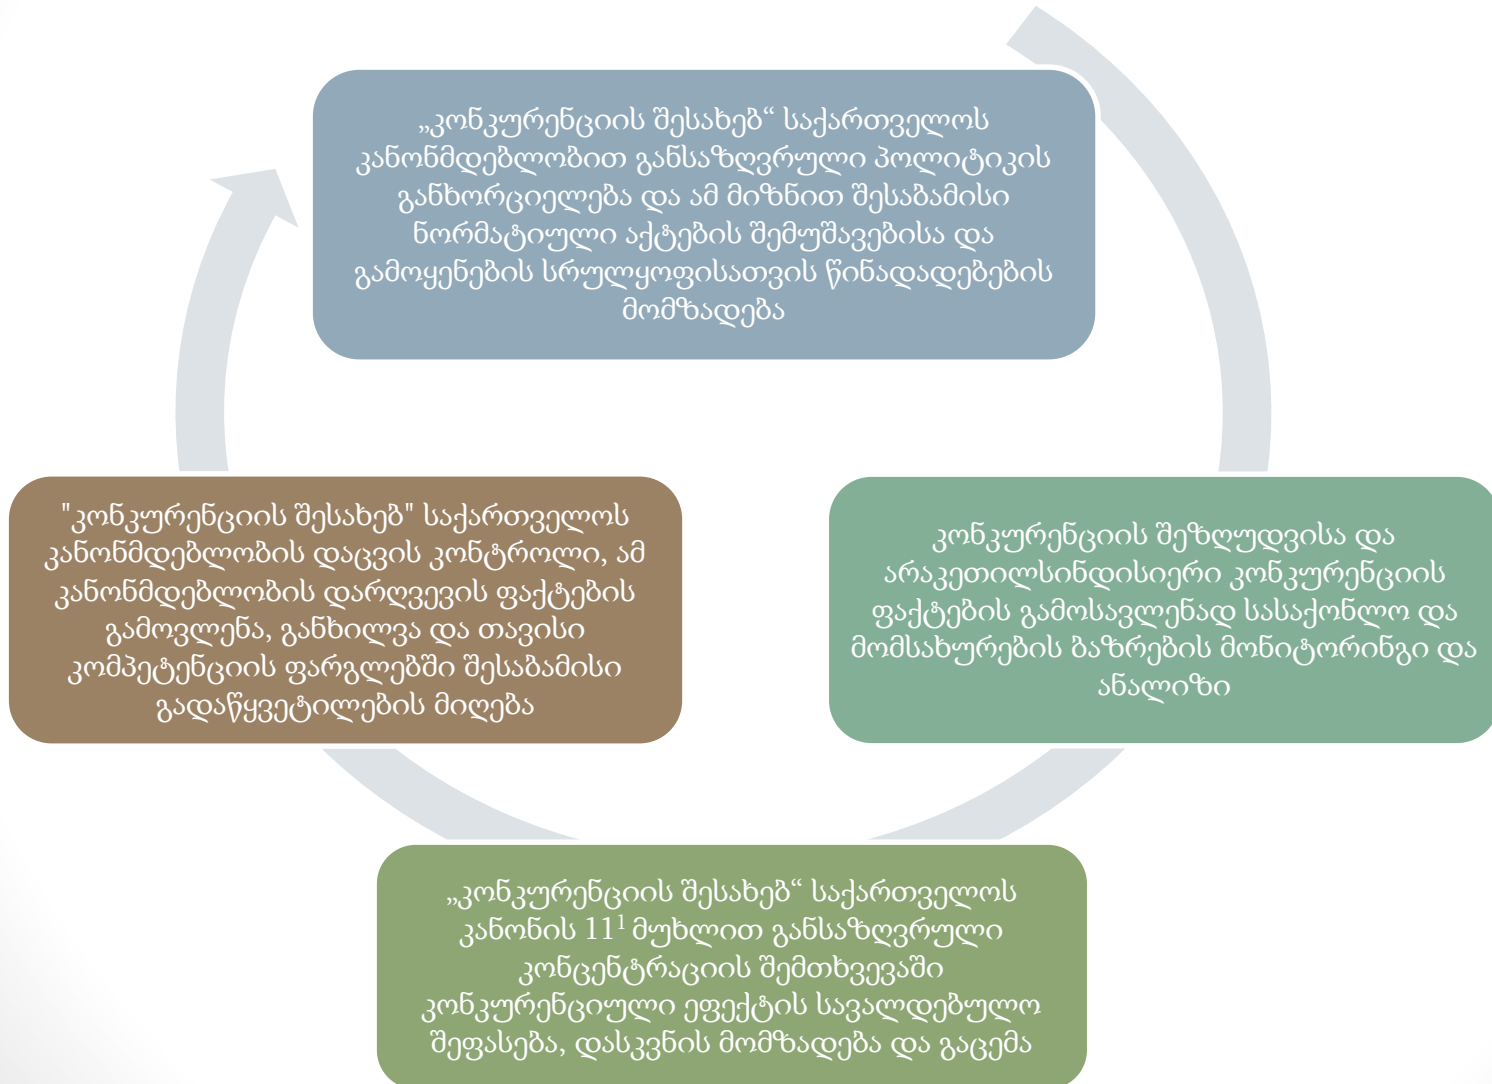 „კონკურენციის შესახებ“ საქართველოს
კანონმდებლობით განსაზღვრული პოლიტიკის
განხორციელება და ამ მიზნით შესაბამისი
ნორმატიული აქტების შემუშავებისა და
გამოყენების სრულყოფისათვის წინადადებების
მომზადება
კონკურენციის შეზღუდვისა და
არაკეთილსინდისიერი კონკურენციის
ფაქტების გამოსავლენად სასაქონლო და
მომსახურების ბაზრების მონიტორინგი და
ანალიზი
„კონკურენციის შესახებ“ საქართველოს
კანონის 11¹ მუხლით განსაზღვრული
კონცენტრაციის შემთხვევაში
კონკურენციული ეფექტის სავალდებულო
შეფასება, დასკვნის მომზადება და გაცემა
"კონკურენციის შესახებ" საქართველოს
კანონმდებლობის დაცვის კონტროლი, ამ
კანონმდებლობის დარღვევის ფაქტების
გამოვლენა, განხილვა და თავისი
კომპეტენციის ფარგლებში შესაბამისი
გადაწყვეტილების მიღება